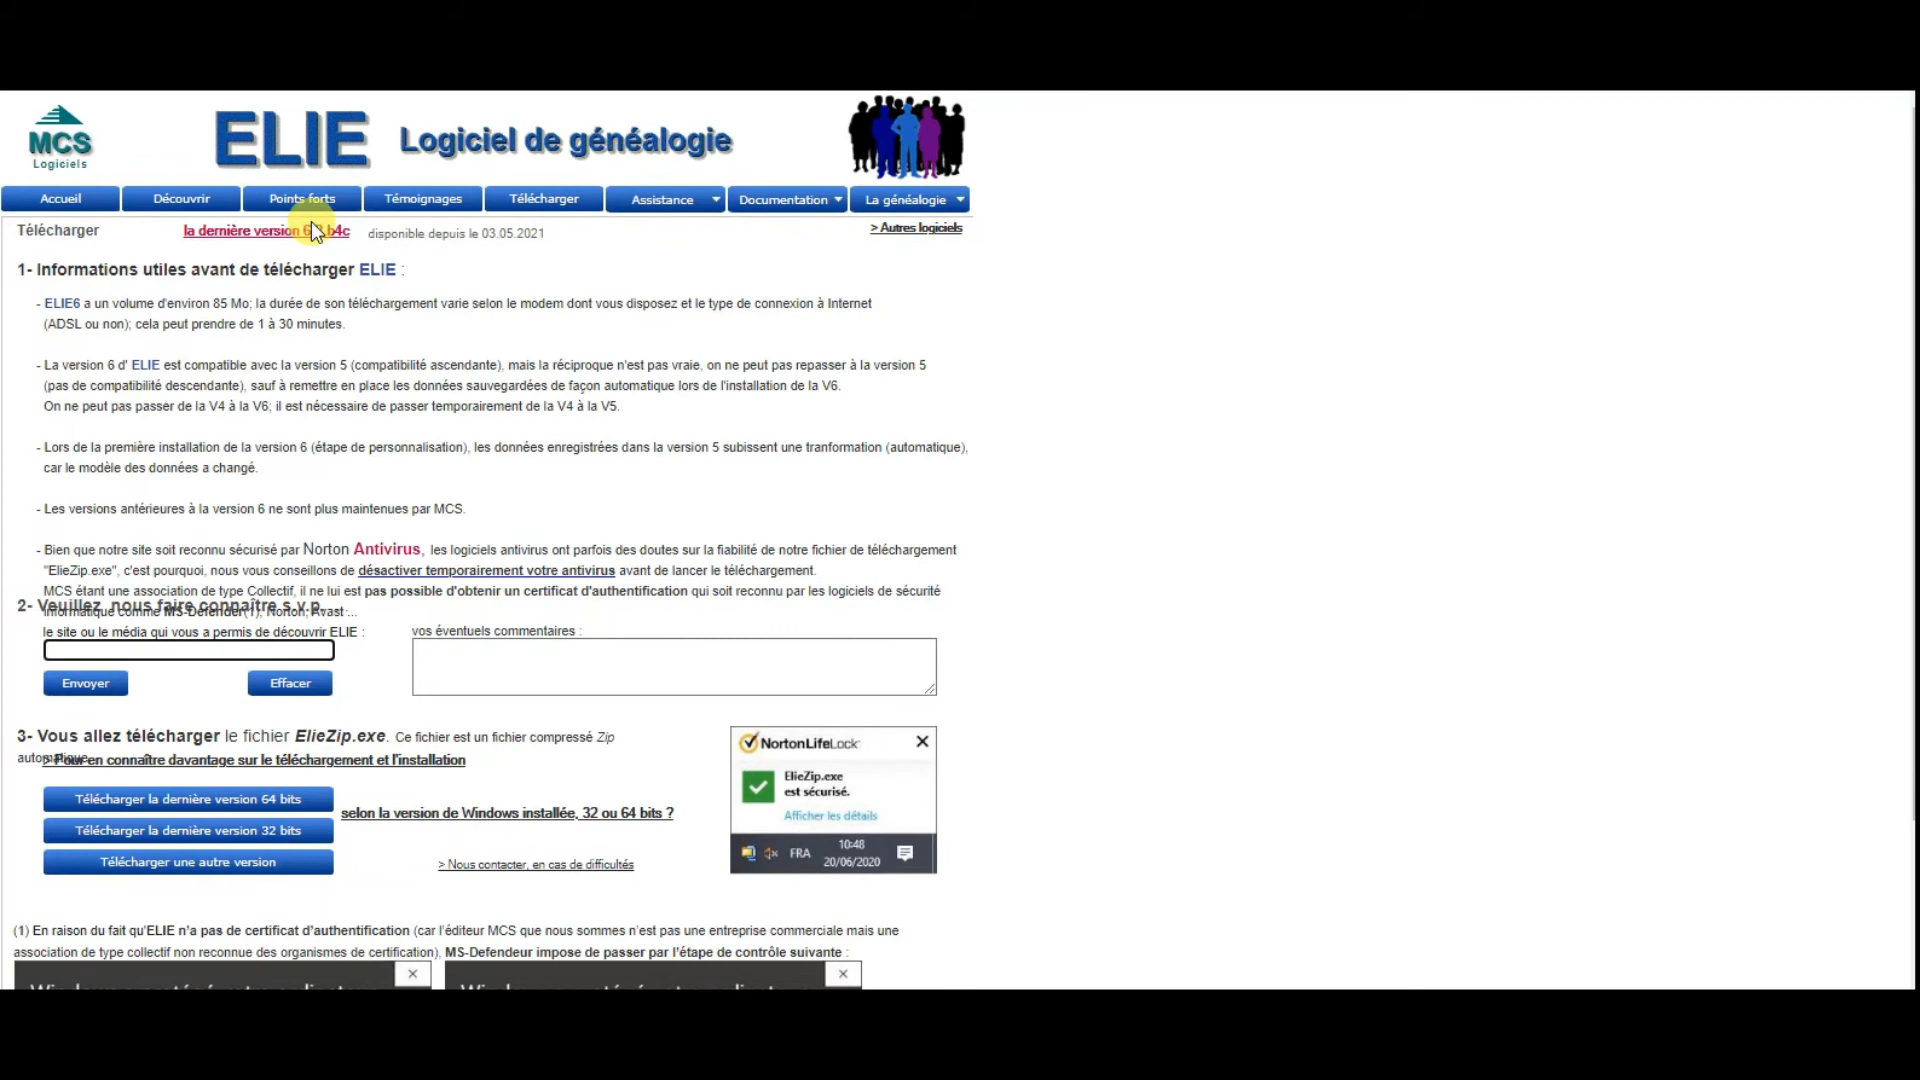 MCS
Logiciels
ELIE Logiciel de généalogie
Accueil Découvrir Points forts Témoignages Télécharger Assistance Documentation La généalogie
Télécharger la dernière version b4c disponible depuis le 03.05.2021 > Autres logiciels
1- Informations utiles avant de télécharger ELIE :
- ELIE6 a un volume d'environ 85 Mo; la durée de son téléchargement varie selon le modem dont vous disposez et le type de connexion à Internet
(ADSL ou non); cela peut prendre de 1 à 30 minutes.
- La version 6 d' ELIE est compatible avec la version 5 (compatibilité ascendante), mais la réciproque n'est pas vraie, on ne peut pas repasser à la version 5
(pas de compatibilité descendante), sauf à remettre en place les données sauvegardées de façon automatique lors de l'installation de la V6.
On ne peut pas passer de la V4 à la V6; il est nécessaire de passer temporairement de la V4 à la V5.
- Lors de la première installation de la version 6 (étape de personnalisation), les données enregistrées dans la version 5 subissent une tranformation (automatique),
car le modèle des données a changé.
- Les versions antérieures à la version 6 ne sont plus maintenues par MCS.
- Bien que notre site soit reconnu sécurisé par Norton Antivirus, les logiciels antivirus ont parfois des doutes sur la fiabilité de notre fichier de téléchargement
"ElieZip.exe", c'est pourquoi, nous vous conseillons de désactiver temporairement votre antivirus avant de lancer le téléchargement.
MCS étant une association de type Collectif, il ne lui est pas possible d'obtenir un certificat d'authentification qui soit reconnu par les logiciels de sécurité
2- Veuillez nous faire connaître s.v.p.
informatique comme MS-Defender(1), Norton, Avast ...
le site ou le média qui vous a permis de découvrir ELIE : vos éventuels commentaires :
Envoyer Effacer
3- Vous allez télécharger le fichier ElieZip.exe. Ce fichier est un fichier compressé Zip
automatique.
> Pour en connaître davantage sur le téléchargement et l'installation
Télécharger la dernière version 64 bits
selon la version de Windows installée, 32 ou 64 bits ?
Télécharger la dernière version 32 bits
Télécharger une autre version
> Nous contacter, en cas de difficultés
NortonLifeLock
ElieZip.exe
est sécurisé.
Afficher les détails
FRA 10:48
20/06/2020
(1) En raison du fait qu'ELIE n'a pas de certificat d'authentification (car l'éditeur MCS que nous sommes n'est pas une entreprise commerciale mais une
association de type collectif non reconnue des organismes de certification), MS-Defendeur impose de passer par l'étape de contrôle suivante :